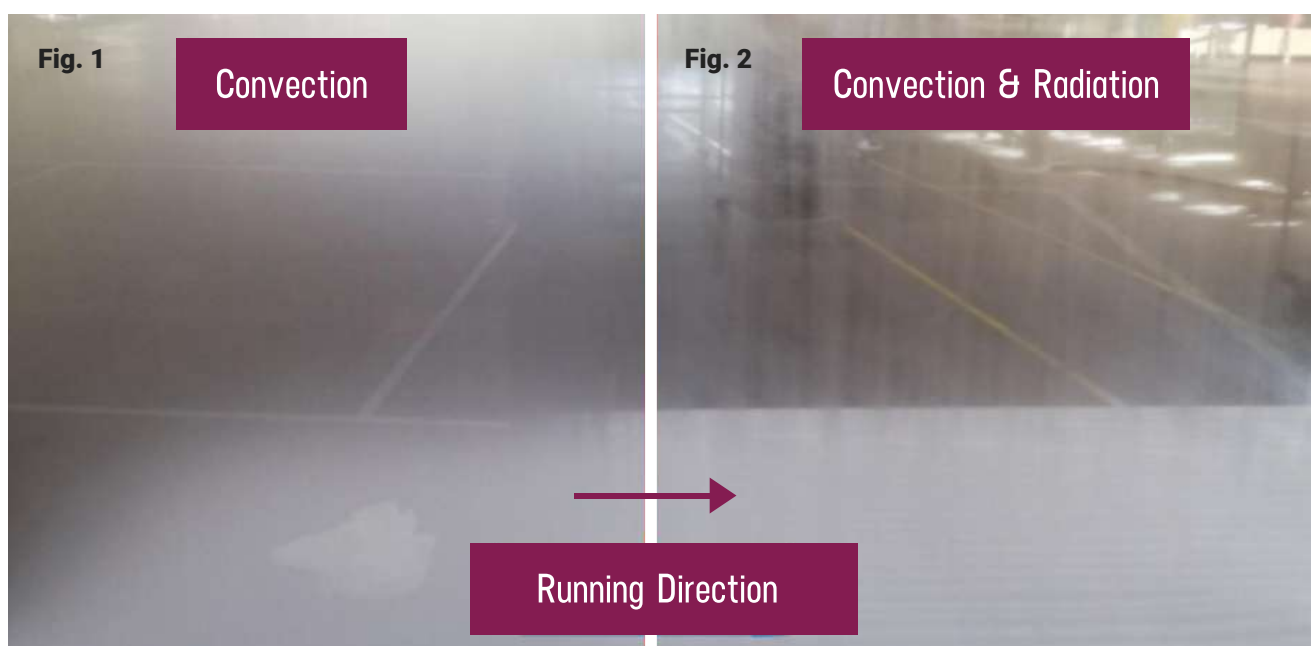 Fig. 1
Convection
Fig. 2
Convection & Radiation
Running Direction